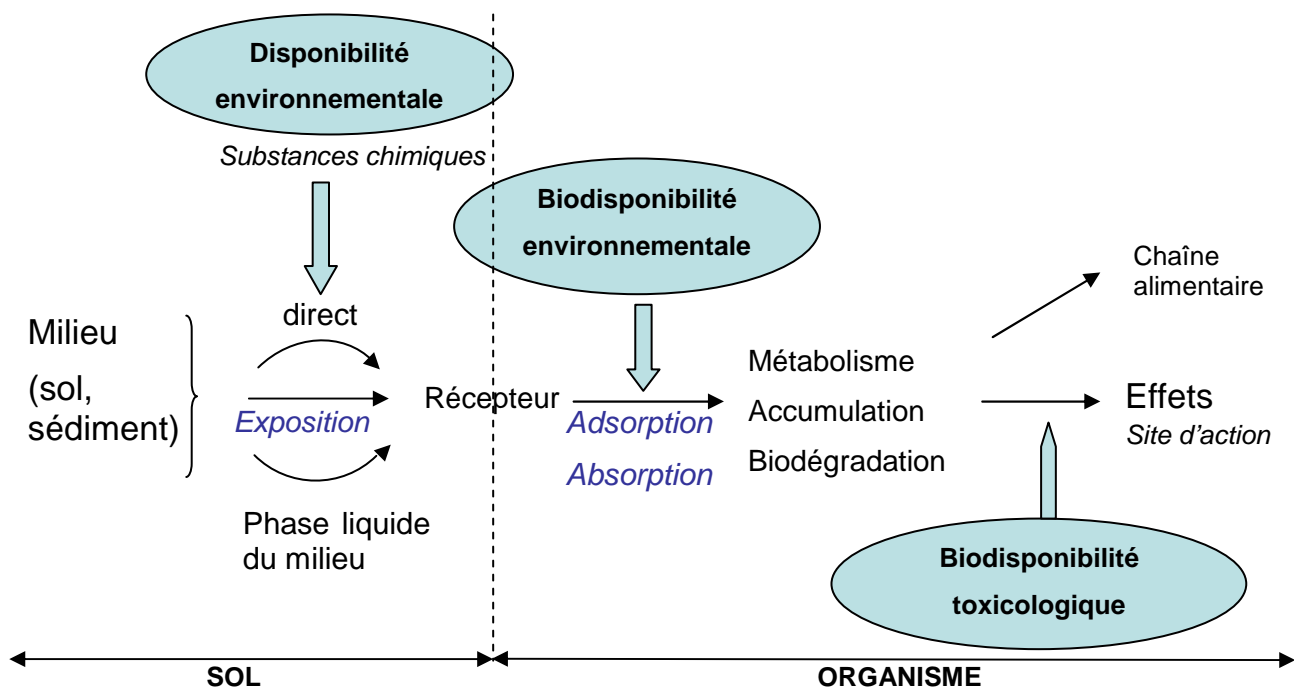 Disponibilité
environnementale
Substances chimiques
Biodisponibilité
environnementale
Chaîne
alimentaire
direct
Milieu
(sol,
sédiment)
Exposition
Récepteur
Adsorption
Absorption
Métabolisme
Accumulation
Biodégradation
Effets
Site d’action
Phase liquide
du milieu
Biodisponibilité
toxicologique
SOL
ORGANISME